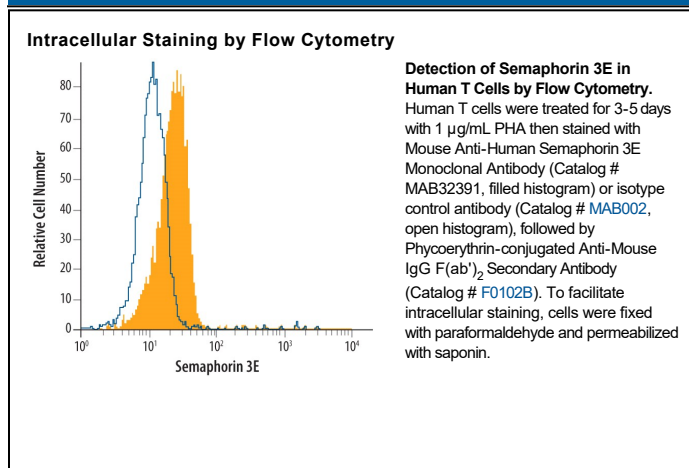 Intracellular Staining by Flow Cytometry
80
70
60
50
40
30
20
10
0
Relative Cell Number
10⁰ 10¹ 10² 10³ 10⁴
Semaphorin 3E
Detection of Semaphorin 3E in
Human T Cells by Flow Cytometry.
Human T cells were treated for 3-5 days
with 1 µg/mL PHA then stained with
Mouse Anti-Human Semaphorin 3E
Monoclonal Antibody (Catalog #
MAB32391, filled histogram) or isotype
control antibody (Catalog # MAB002,
open histogram), followed by
Phycoerythrin-conjugated Anti-Mouse
IgG F(ab')₂ Secondary Antibody
(Catalog # F0102B). To facilitate
intracellular staining, cells were fixed
with paraformaldehyde and permeabilized
with saponin.